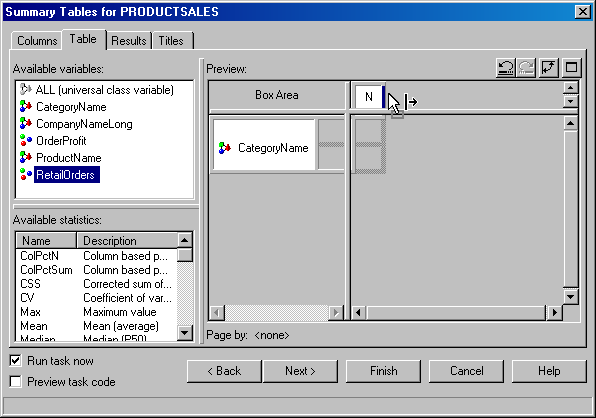 Summary Tables for PRODUCTSALES
Columns Table Results Titles
Available variables:
ALL (universal class variable)
CategoryName
CompanyNameLong
OrderProfit
ProductName
RetailOrders
Available statistics:
Name Description
ColPctN Column based p...
ColPctSum Column based p...
CSS Corrected sum of...
CV Coefficient of var...
Max Maximum value
Mean Mean (average)
Median Median (P50)
Preview:
Box Area N
CategoryName
Page by: <none>
Run task now
Preview task code
< Back Next > Finish Cancel Help